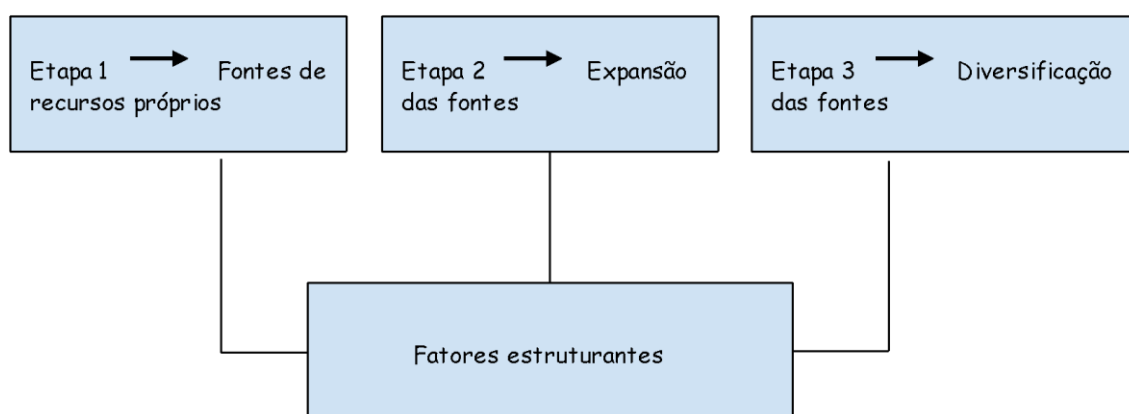 Etapa 1 Fontes de
recursos próprios
Etapa 2 Expansão
das fontes
Etapa 3 Diversificação
das fontes
Fatores estruturantes